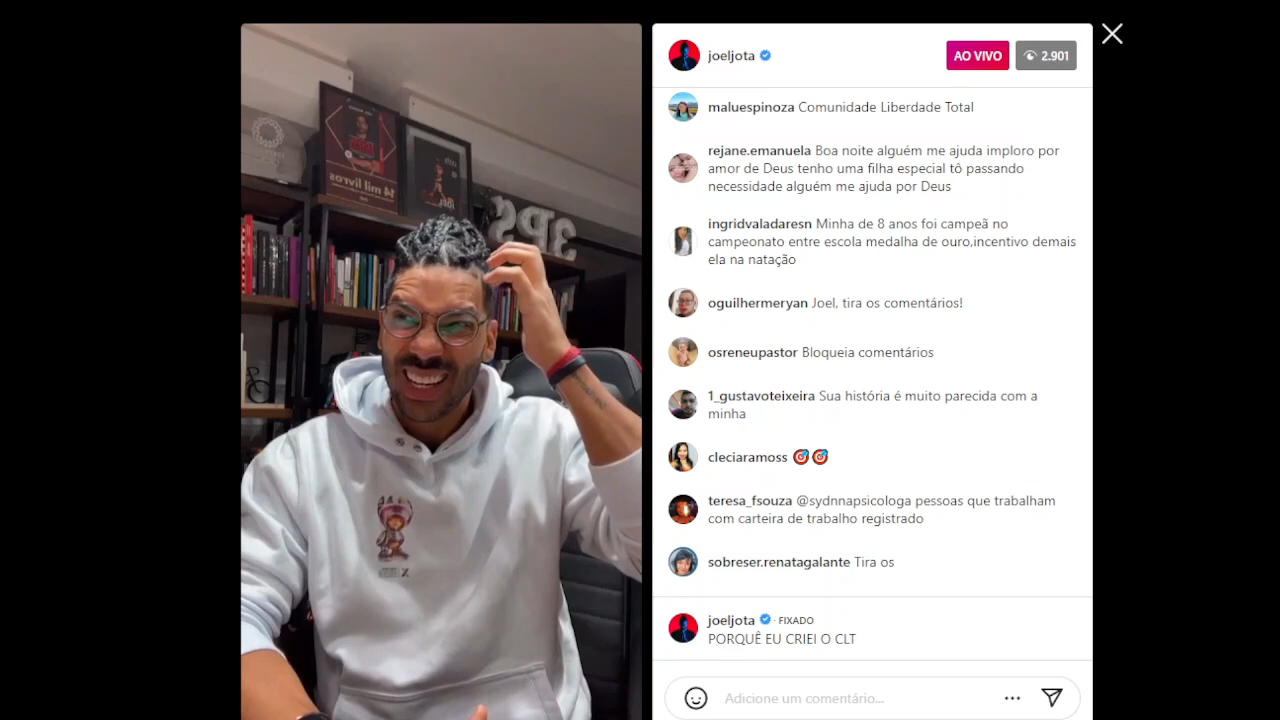 14 mil livros
3Ps
joeljota
AO VIVO
2.901
maluespinoza Comunidade Liberdade Total
rejane.emanuela Boa noite alguém me ajuda imploro por
amor de Deus tenho uma filha especial tô passando
necessidade alguém me ajuda por Deus
ingridvaladaresn Minha de 8 anos foi campeã no
campeonato entre escola medalha de ouro,incentivo demais
ela na natação
oguilhermeryan Joel, tira os comentários!
osreneupastor Bloqueia comentários
1_gustavoteixeira Sua história é muito parecida com a
minha
cleciaramoss 🎯🎯
teresa_fsouza @sydnnapsicologa pessoas que trabalham
com carteira de trabalho registrado
sobreser.renatagalante Tira os
joeljota · FIXADO
PORQUÊ EU CRIEI O CLT
Adicione um comentário...